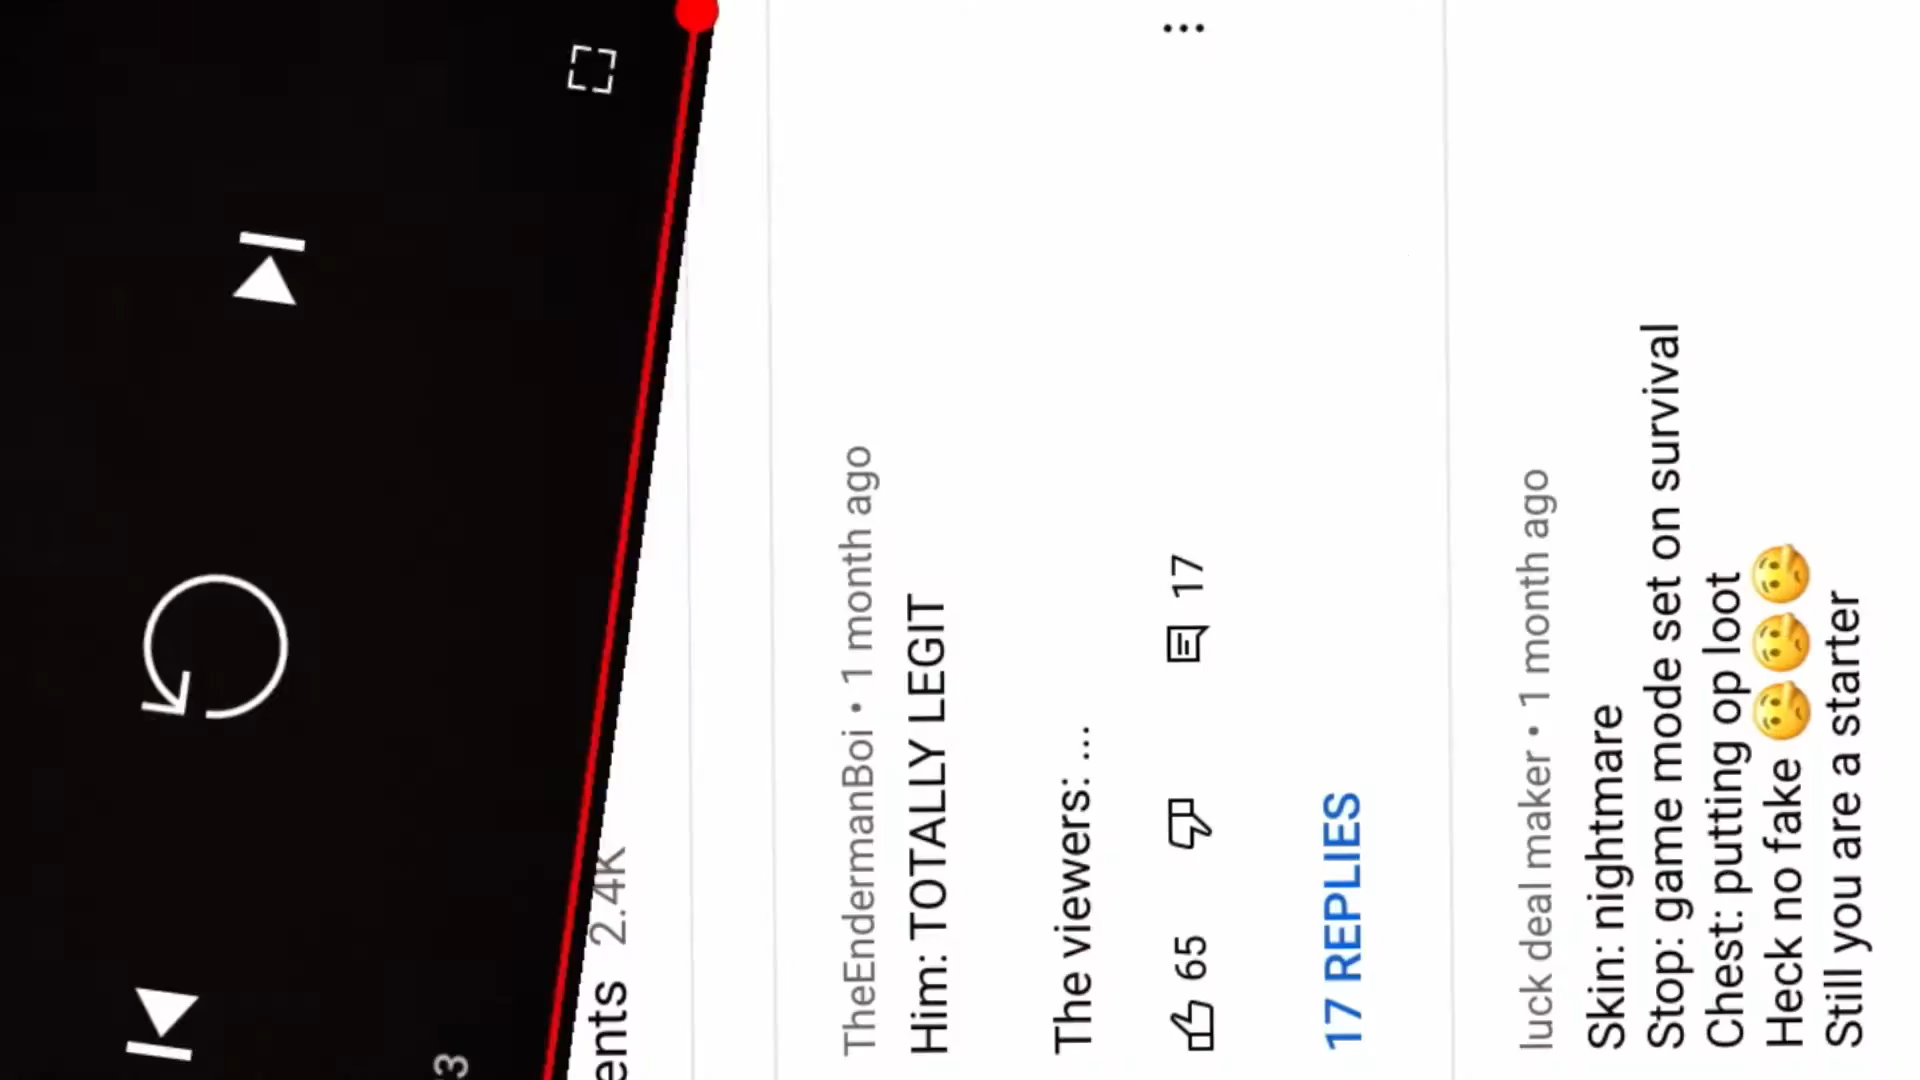 3
ents 2.4K
TheEndermanBoi • 1 month ago
Him: TOTALLY LEGIT
The viewers: ...
65 17
17 REPLIES
luck deal maker • 1 month ago
Skin: nightmare
Stop: game mode set on survival
Chest: putting op loot
Heck no fake 🤥🤥🤥
Still you are a starter